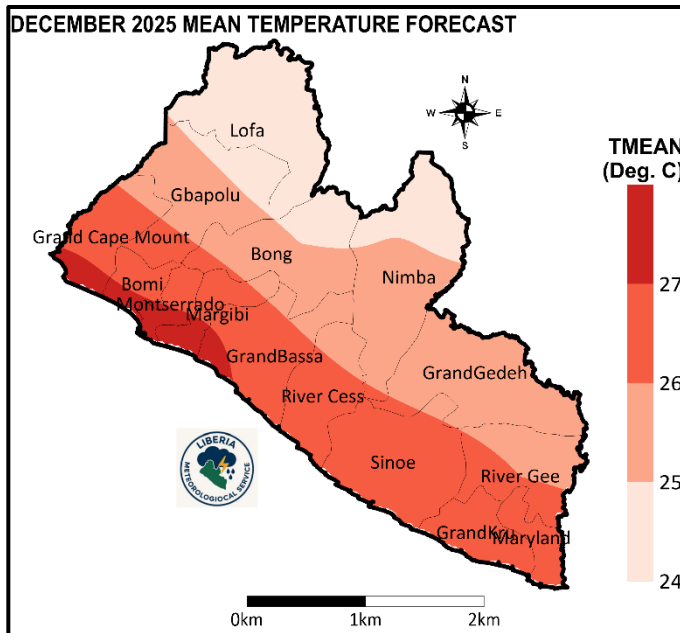 DECEMBER 2025 MEAN TEMPERATURE FORECAST
N
W E
S
Lofa
TMEAN
(Deg. C)
Gbapolu
Grand Cape Mount
Bong
Nimba
27
Bomi
Montserrado
Margibi
GrandBassa
GrandGedeh
26
River Cess
LIBERIA
METEOROLOGIOCAL SERVICE
Sinoe
River Gee
25
GrandKru
Maryland
24
0km 1km 2km